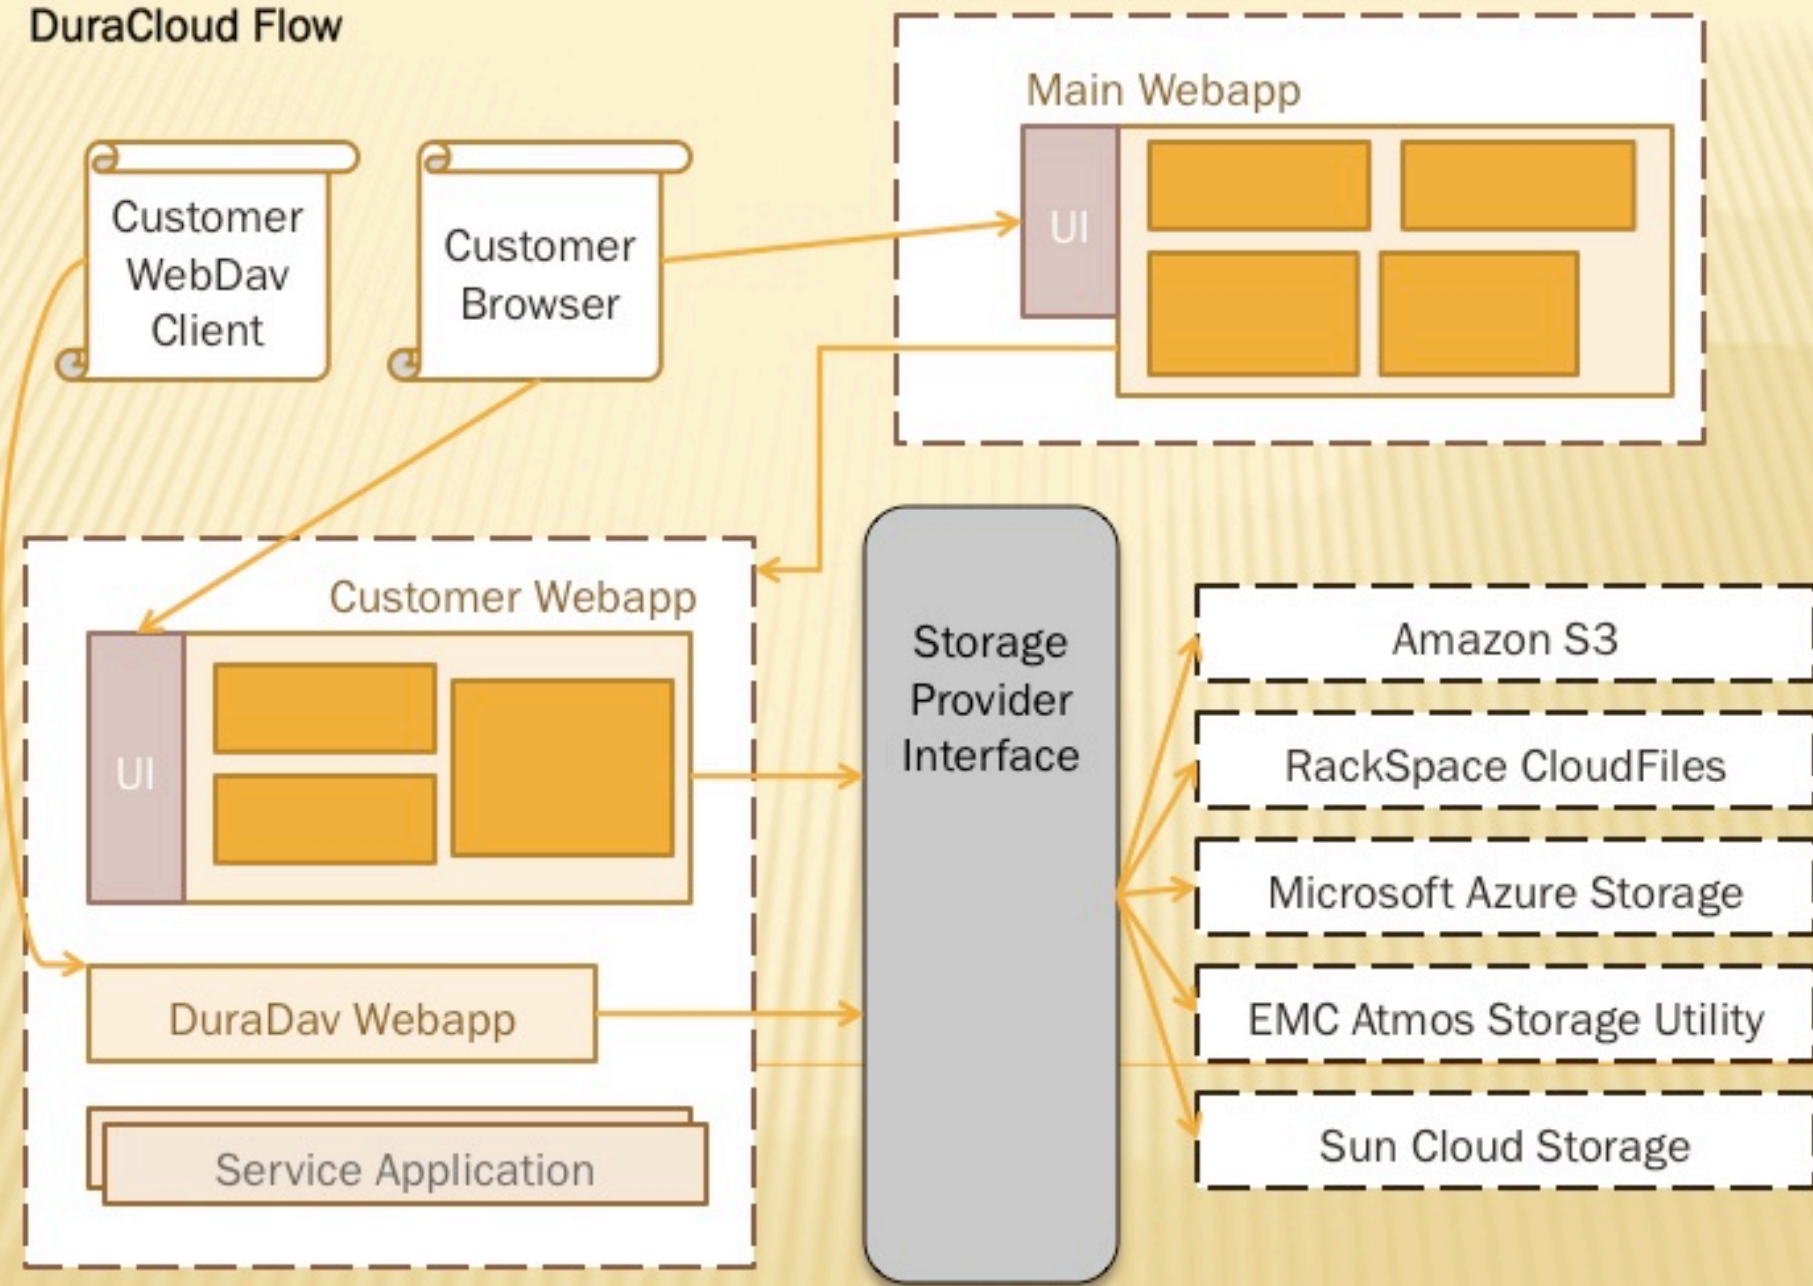 DuraCloud Flow
Main Webapp
Customer
WebDav
Client
Customer
Browser
UI
Customer Webapp
UI
DuraDav Webapp
Service Application
Storage
Provider
Interface
Amazon S3
RackSpace CloudFiles
Microsoft Azure Storage
EMC Atmos Storage Utility
Sun Cloud Storage